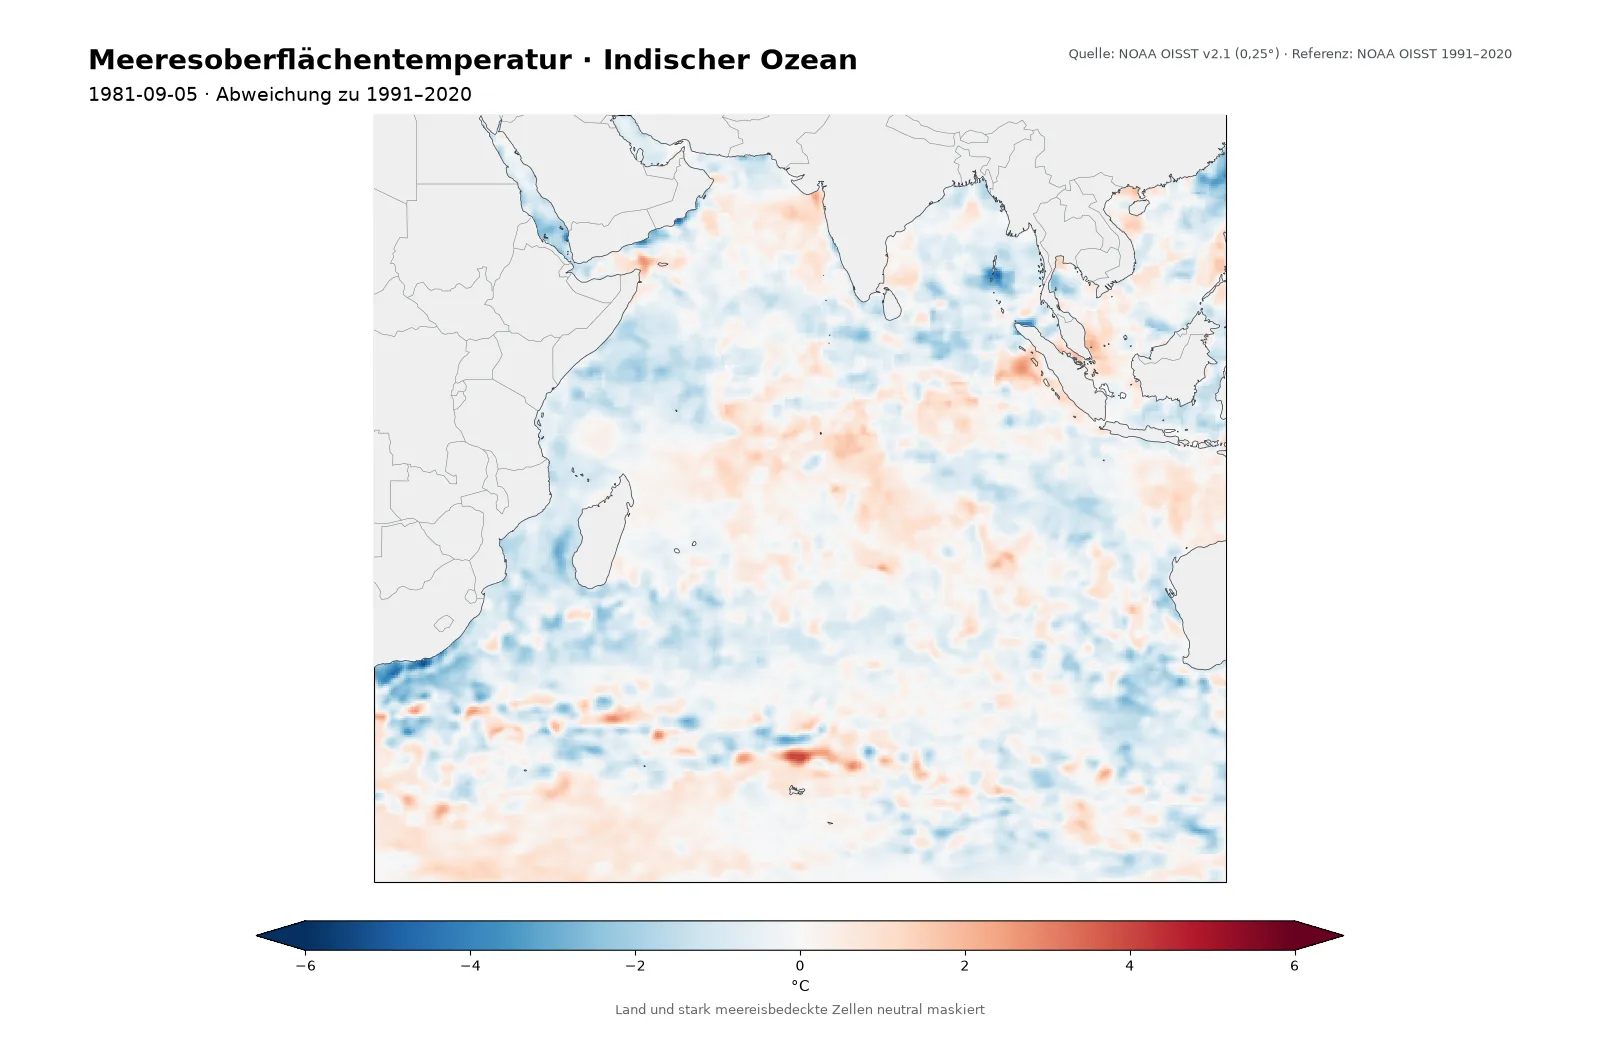 Meeresoberflächentemperatur · Indischer Ozean
Quelle: NOAA OISST v2.1 (0,25°) · Referenz: NOAA OISST 1991–2020
1981-09-05 · Abweichung zu 1991–2020
−6 −4 −2 0 2 4 6
°C
Land und stark meereisbedeckte Zellen neutral maskiert